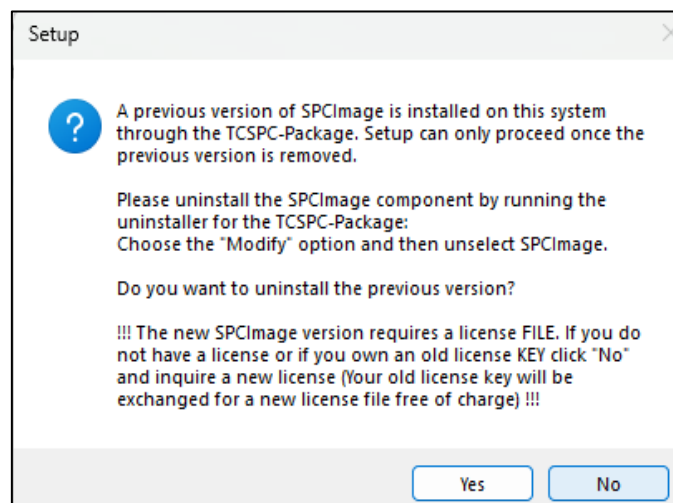 Setup
A previous version of SPCImage is installed on this system
through the TCSPC-Package. Setup can only proceed once the
previous version is removed.
Please uninstall the SPCImage component by running the
uninstaller for the TCSPC-Package:
Choose the "Modify" option and then unselect SPCImage.
Do you want to uninstall the previous version?
!!! The new SPCImage version requires a license FILE. If you do
not have a license or if you own an old license KEY click "No"
and inquire a new license (Your old license key will be
exchanged for a new license file free of charge) !!!
Yes
No